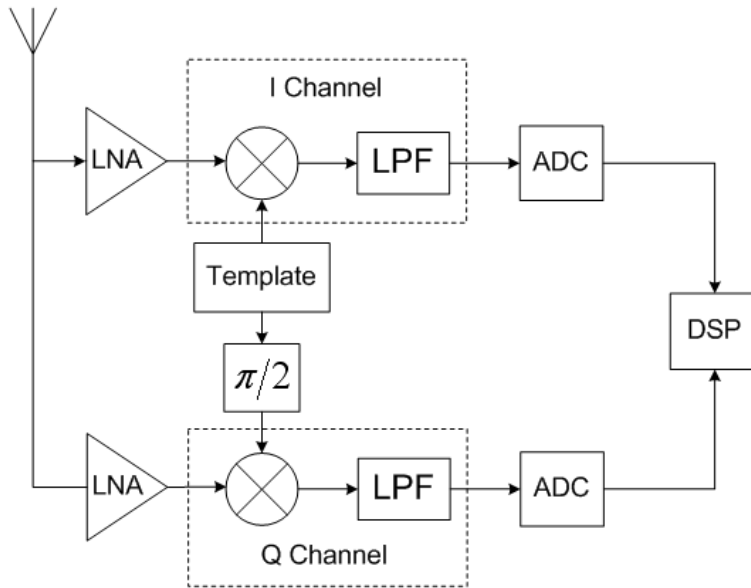 I Channel
LNA
LPF
ADC
Template
DSP
π/2
LNA
LPF
ADC
Q Channel